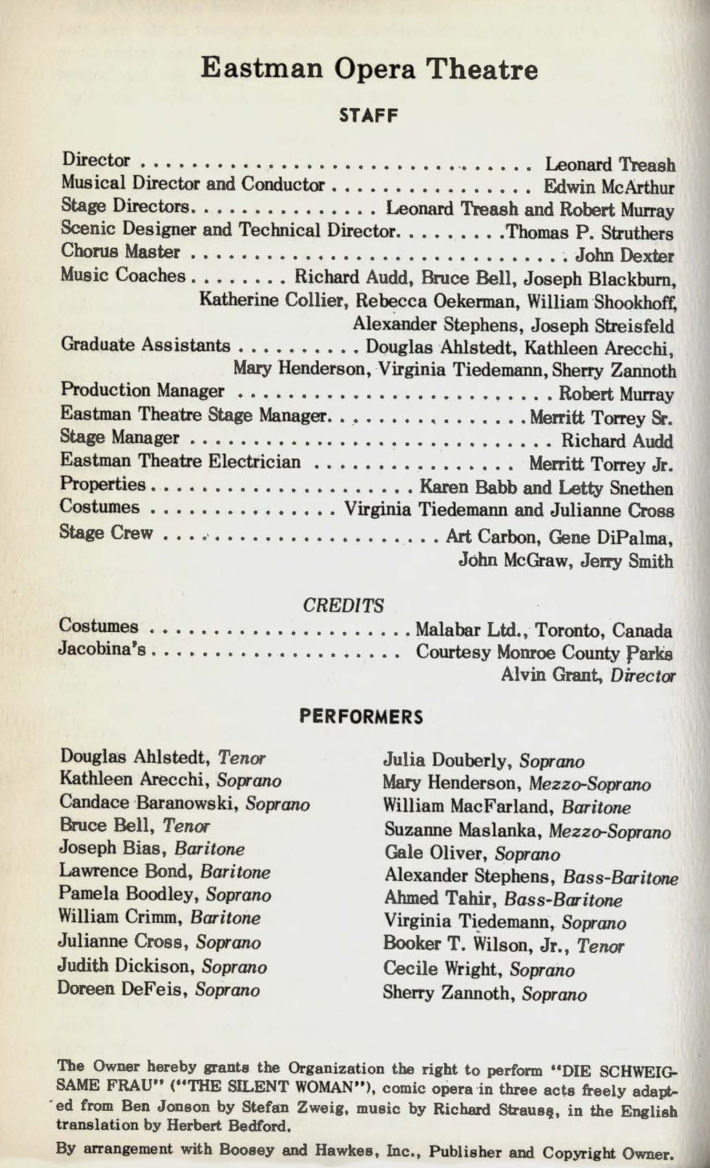 Eastman Opera Theatre
STAFF
Director . . . . . . . . . . . . . . . . . . . . . . . . . . . . . . . Leonard Treash
Musical Director and Conductor . . . . . . . . . . . . . . . . Edwin McArthur
Stage Directors. . . . . . . . . . . . . . . Leonard Treash and Robert Murray
Scenic Designer and Technical Director. . . . . . . . .Thomas P. Struthers
Chorus Master . . . . . . . . . . . . . . . . . . . . . . . . . . . . . . John Dexter
Music Coaches . . . . . . . . Richard Audd, Bruce Bell, Joseph Blackburn,
Katherine Collier, Rebecca Oekerman, William Shookhoff,
Alexander Stephens, Joseph Streisfeld
Graduate Assistants . . . . . . . . . . Douglas Ahlstedt, Kathleen Arecchi,
Mary Henderson, Virginia Tiedemann, Sherry Zannoth
Production Manager . . . . . . . . . . . . . . . . . . . . . . . . . Robert Murray
Eastman Theatre Stage Manager. . . . . . . . . . . . . . . . Merritt Torrey Sr.
Stage Manager . . . . . . . . . . . . . . . . . . . . . . . . . . . . . Richard Audd
Eastman Theatre Electrician . . . . . . . . . . . . . . . . Merritt Torrey Jr.
Properties . . . . . . . . . . . . . . . . . . . . . Karen Babb and Letty Snethen
Costumes . . . . . . . . . . . . . . . Virginia Tiedemann and Julianne Cross
Stage Crew . . . . . . . . . . . . . . . . . . . . . . Art Carbon, Gene DiPalma,
John McGraw, Jerry Smith
CREDITS
Costumes . . . . . . . . . . . . . . . . . . . . . Malabar Ltd., Toronto, Canada
Jacobina's . . . . . . . . . . . . . . . . . . . . Courtesy Monroe County Parks
Alvin Grant, Director
PERFORMERS
Douglas Ahlstedt, Tenor
Kathleen Arecchi, Soprano
Candace Baranowski, Soprano
Bruce Bell, Tenor
Joseph Bias, Baritone
Lawrence Bond, Baritone
Pamela Boodley, Soprano
William Crimm, Baritone
Julianne Cross, Soprano
Judith Dickison, Soprano
Doreen DeFeis, Soprano
Julia Douberly, Soprano
Mary Henderson, Mezzo-Soprano
William MacFarland, Baritone
Suzanne Maslanka, Mezzo-Soprano
Gale Oliver, Soprano
Alexander Stephens, Bass-Baritone
Ahmed Tahir, Bass-Baritone
Virginia Tiedemann, Soprano
Booker T. Wilson, Jr., Tenor
Cecile Wright, Soprano
Sherry Zannoth, Soprano
The Owner hereby grants the Organization the right to perform "DIE SCHWEIG-
SAME FRAU" ("THE SILENT WOMAN"), comic opera in three acts freely adapt-
ed from Ben Jonson by Stefan Zweig, music by Richard Strauss, in the English
translation by Herbert Bedford.
By arrangement with Boosey and Hawkes, Inc., Publisher and Copyright Owner.